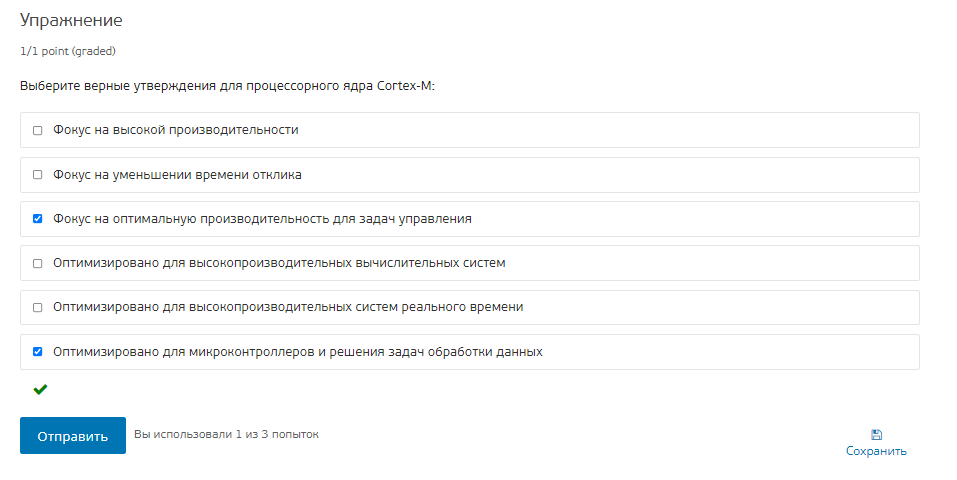 Упражнение
1/1 point (graded)
Выберите верные утверждения для процессорного ядра Cortex-M:
Фокус на высокой производительности
Фокус на уменьшении времени отклика
Фокус на оптимальную производительность для задач управления
Оптимизировано для высокопроизводительных вычислительных систем
Оптимизировано для высокопроизводительных систем реального времени
Оптимизировано для микроконтроллеров и решения задач обработки данных
Отправить Вы использовали 1 из 3 попыток
Сохранить